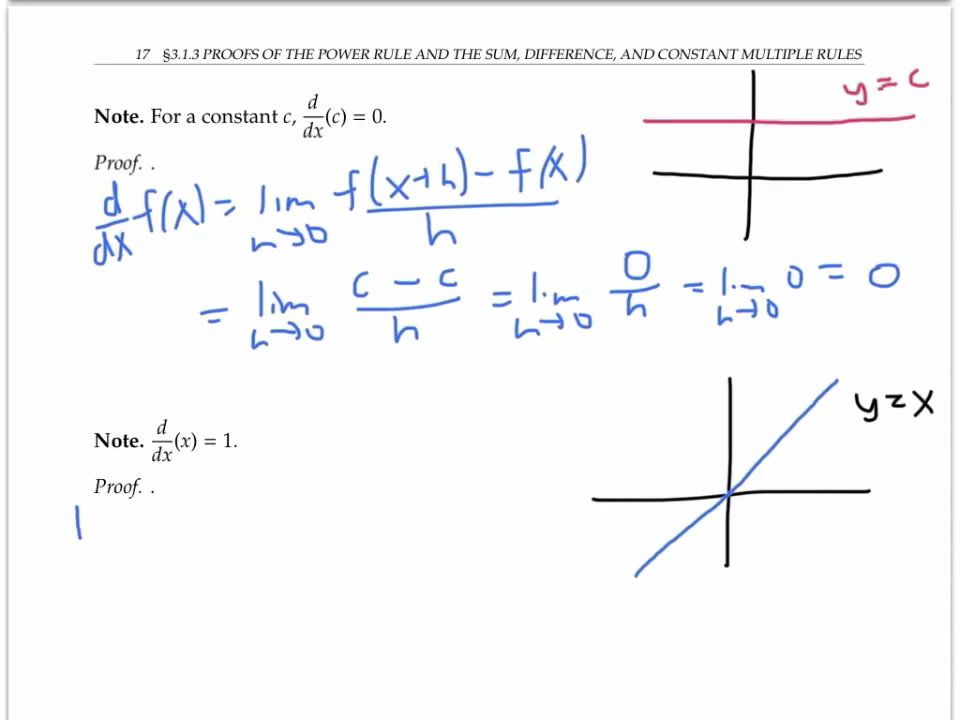 17 §3.1.3 PROOFS OF THE POWER RULE AND THE SUM, DIFFERENCE, AND CONSTANT MULTIPLE RULES
y = c
Note. For a constant c, d/dx (c) = 0.
Proof. .
d/dx f(x) = lim h→0 f(x+h) - f(x) / h
= lim h→0 c - c / h = lim h→0 0/h = lim h→0 0 = 0
y = x
Note. d/dx (x) = 1.
Proof. .